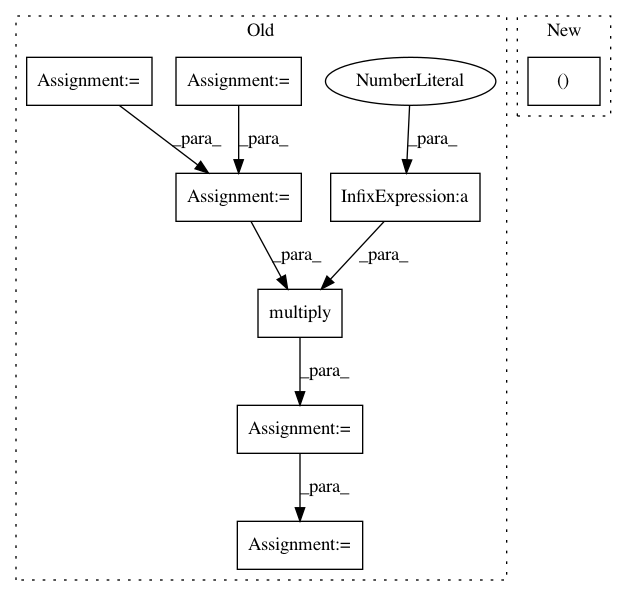 Old
New
Assignment:=
Assignment:=
NumberLiteral
()
_para_
_para_
_para_
Assignment:=
InfixExpression:a
_para_
_para_
multiply
_para_
Assignment:=
_para_
Assignment:=